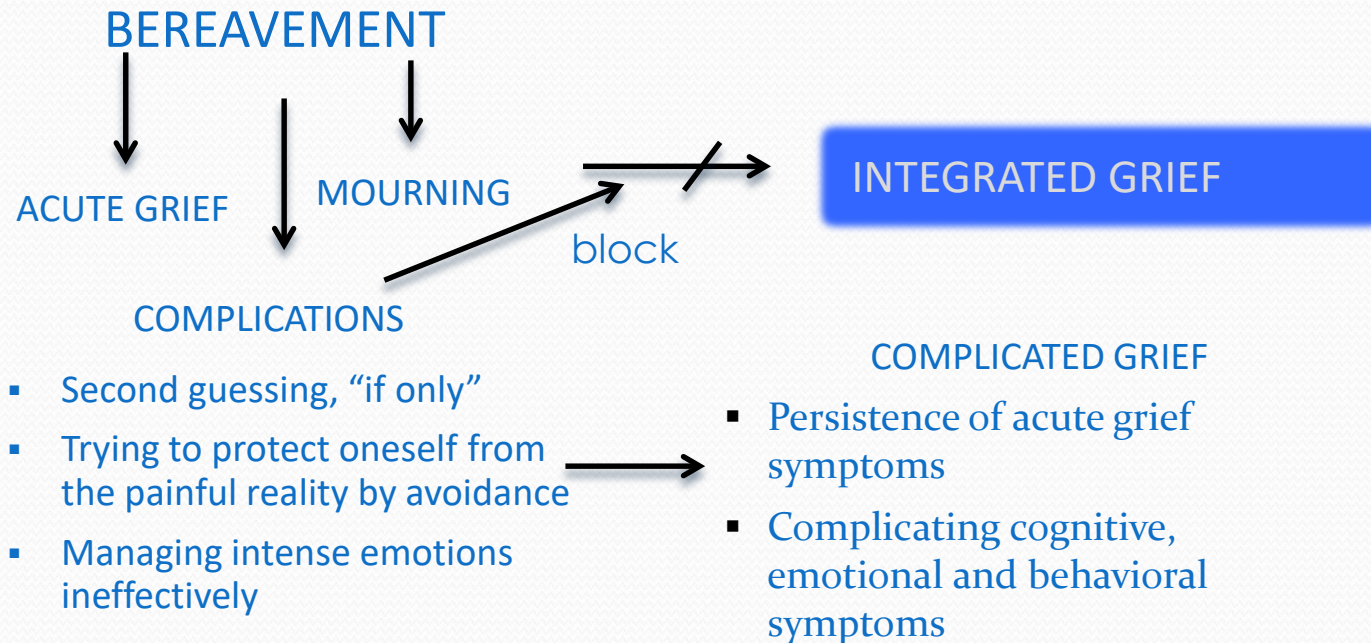 BEREAVEMENT
ACUTE GRIEF
MOURNING
INTEGRATED GRIEF
block
COMPLICATIONS
▪ Second guessing, “if only”
▪ Trying to protect oneself from
the painful reality by avoidance
▪ Managing intense emotions
ineffectively
COMPLICATED GRIEF
▪ Persistence of acute grief
symptoms
▪ Complicating cognitive,
emotional and behavioral
symptoms